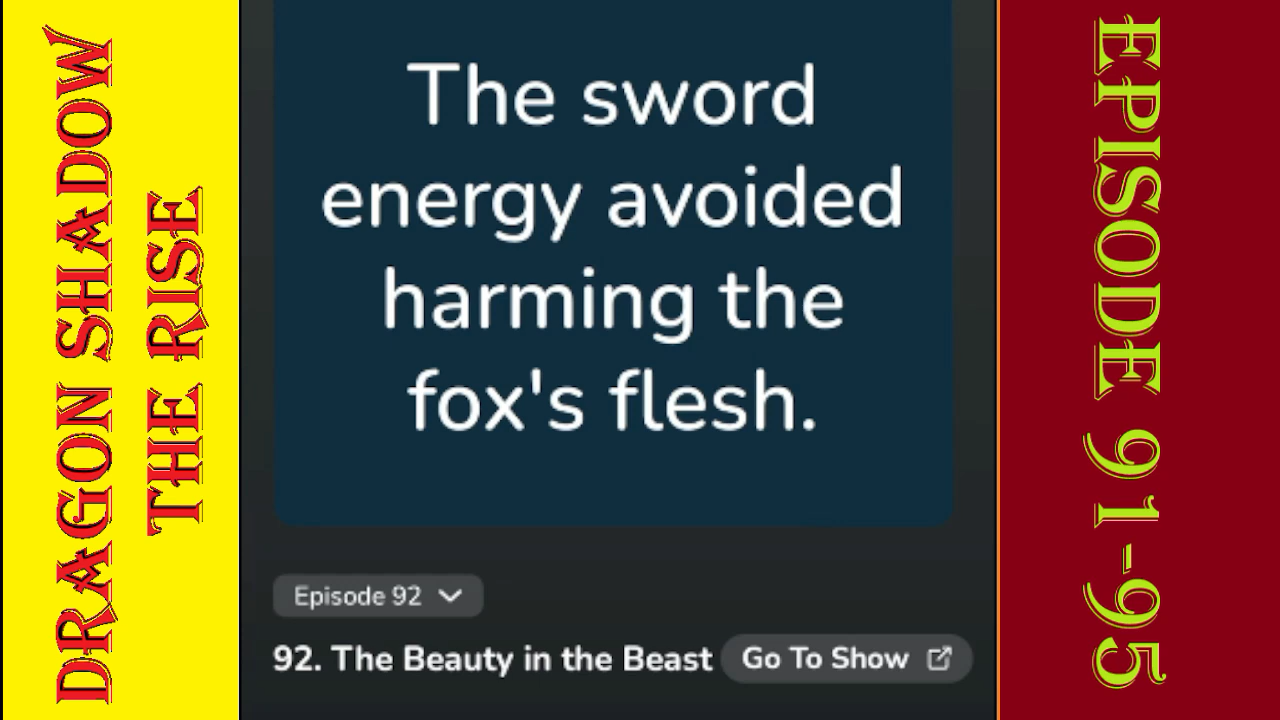 DRAGON SHADOW
THE RISE
The sword
energy avoided
harming the
fox's flesh.
Episode 92
92. The Beauty in the Beast
Go To Show
EPISODE 91-95